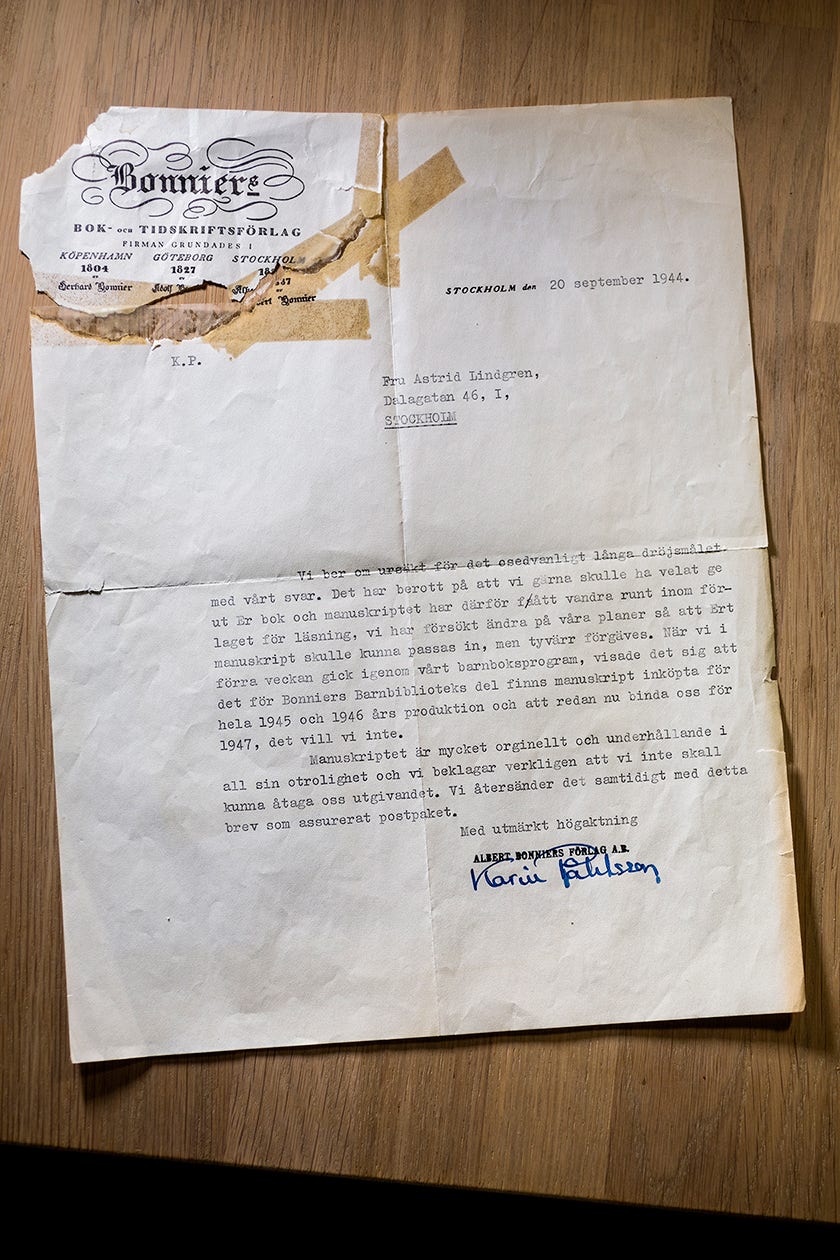 Bonniers
BOK- OCH TIDSKRIFTSFÖRLAG
FIRMAN GRUNDADES I
KÖPENHAMN GÖTEBORG STOCKHOLM
1804 1827
av av
Gerhard Bonnier Adolf Bonnier
K.P.
STOCKHOLM den 20 september 1944.
Fru Astrid Lindgren,
Dalagatan 46, I,
STOCKHOLM
Vi ber om ursäkt för det osedvanligt långa dröjsmålet
med vårt svar. Det har berott på att vi gärna skulle ha velat ge
ut Er bok och manuskriptet har därför fått vandra runt inom för-
laget för läsning, vi har försökt ändra på våra planer så att Ert
manuskript skulle kunna passas in, men tyvärr förgäves. När vi i
förra veckan gick igenom vårt barnboksprogram, visade det sig att
det för Bonniers Barnbiblioteks del finns manuskript inköpta för
hela 1945 och 1946 års produktion och att redan nu binda oss för
1947, det vill vi inte.
Manuskriptet är mycket orginellt och underhållande i
all sin otrolighet och vi beklagar verkligen att vi inte skall
kunna åtaga oss utgivandet. Vi återsänder det samtidigt med detta
brev som assurerat postpaket.
Med utmärkt högaktning
ALBERT BONNIERS FÖRLAG A.B.
Karin